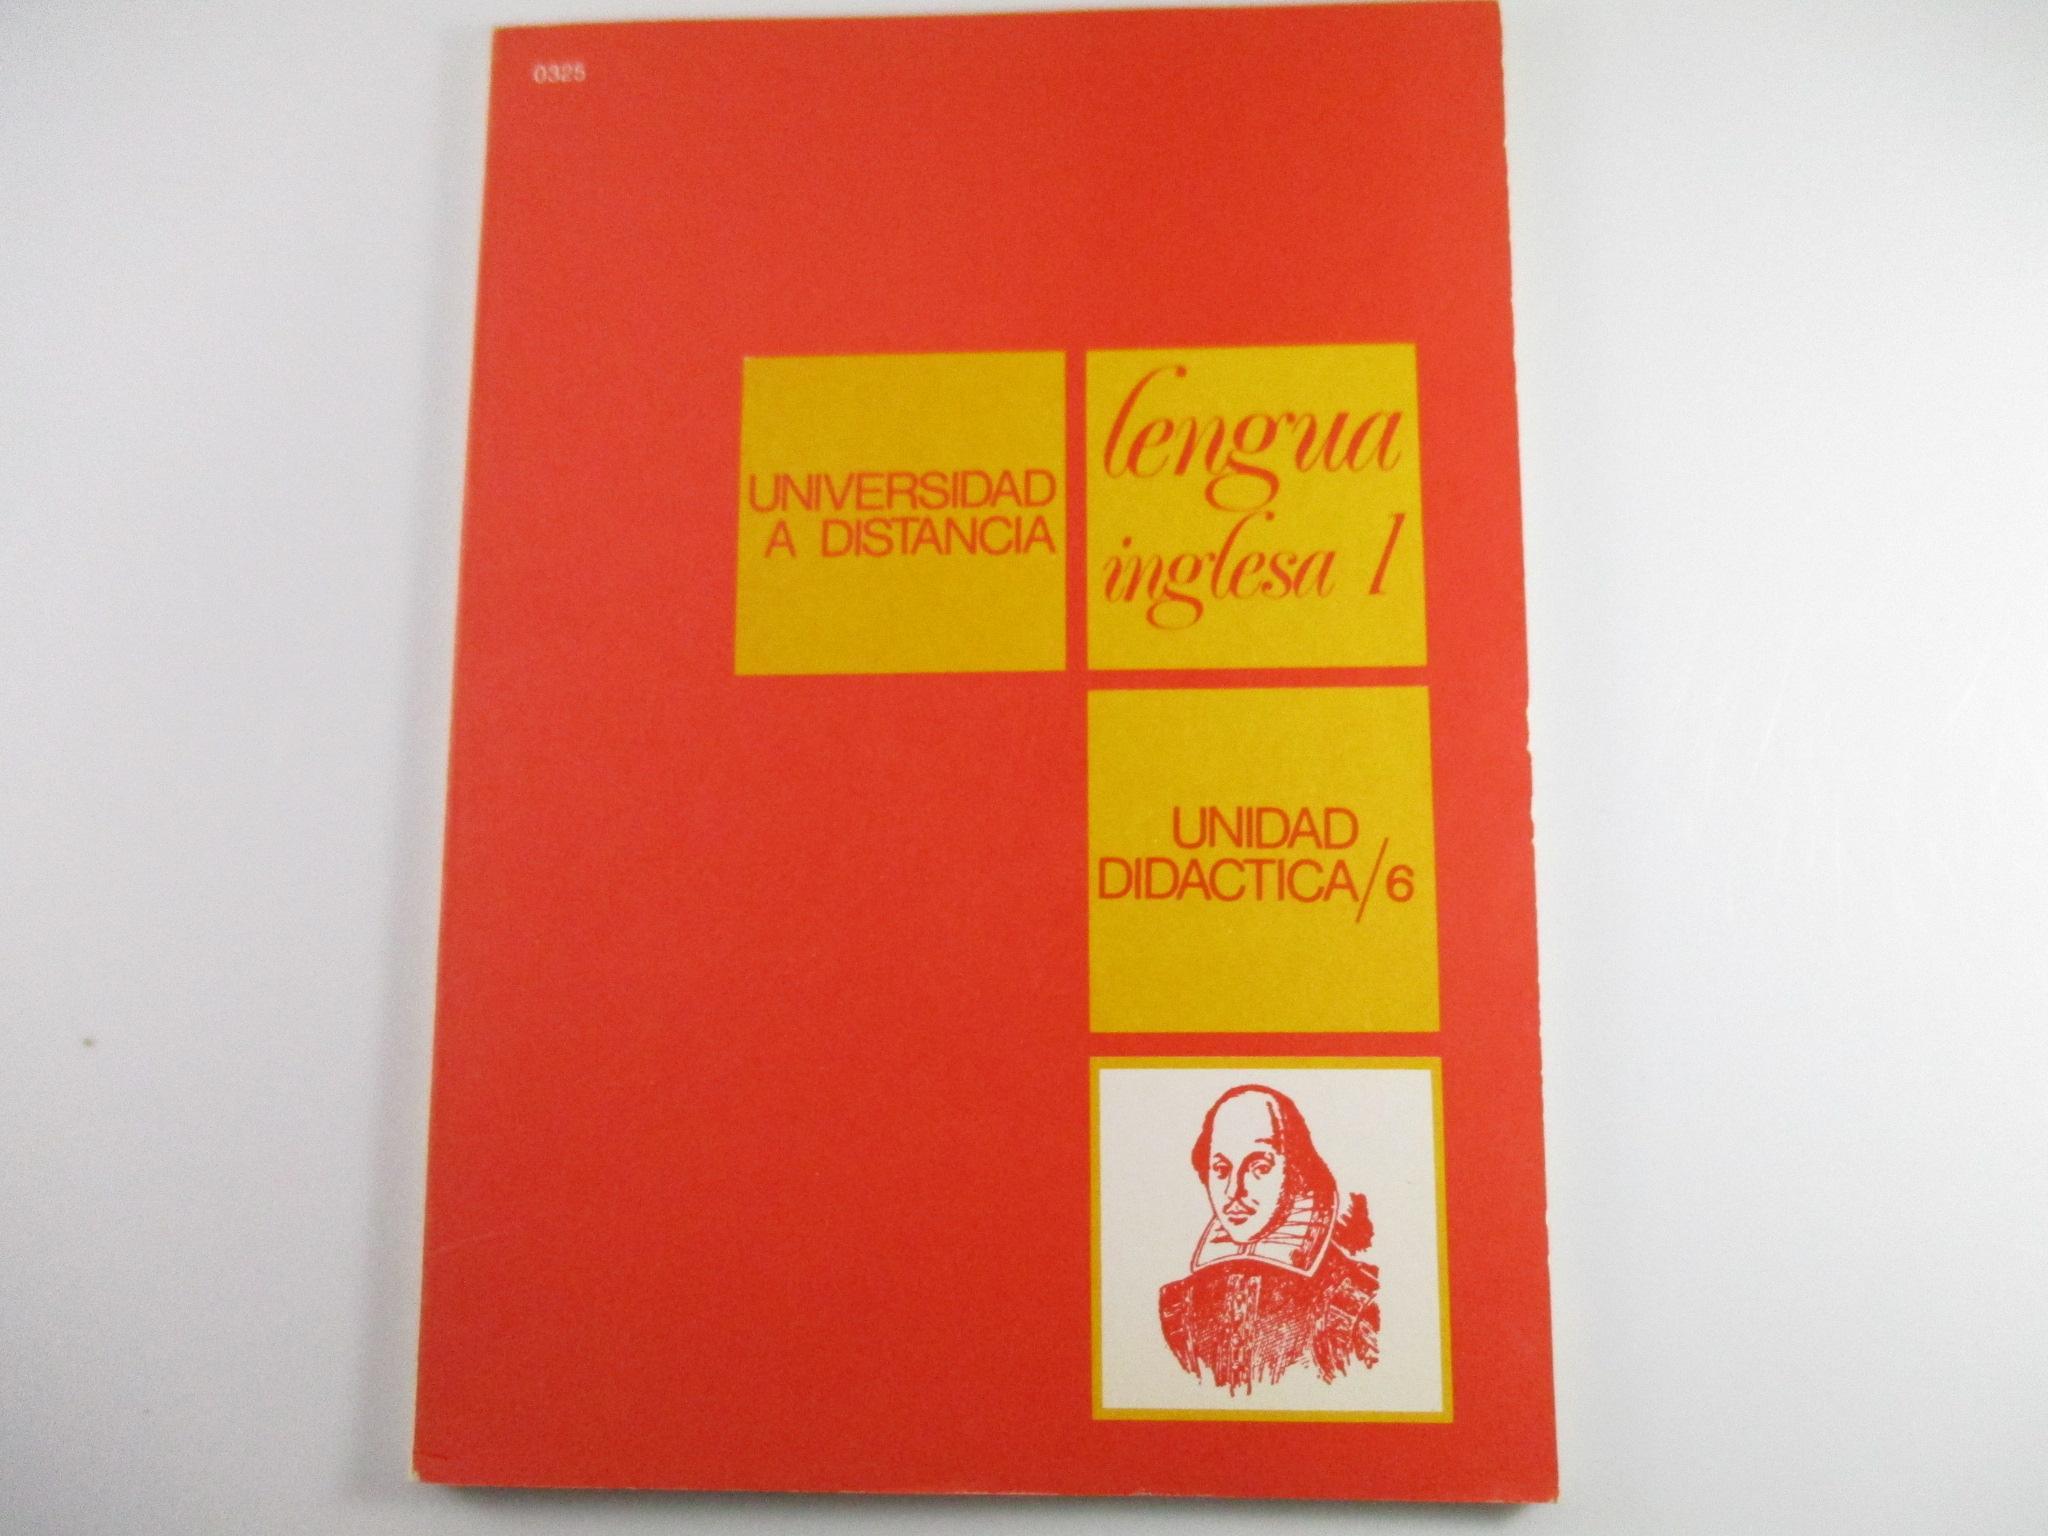 0325
UNIVERSIDAD
A DISTANCIA
lengua
inglesa 1
UNIDAD
DIDACTICA/6